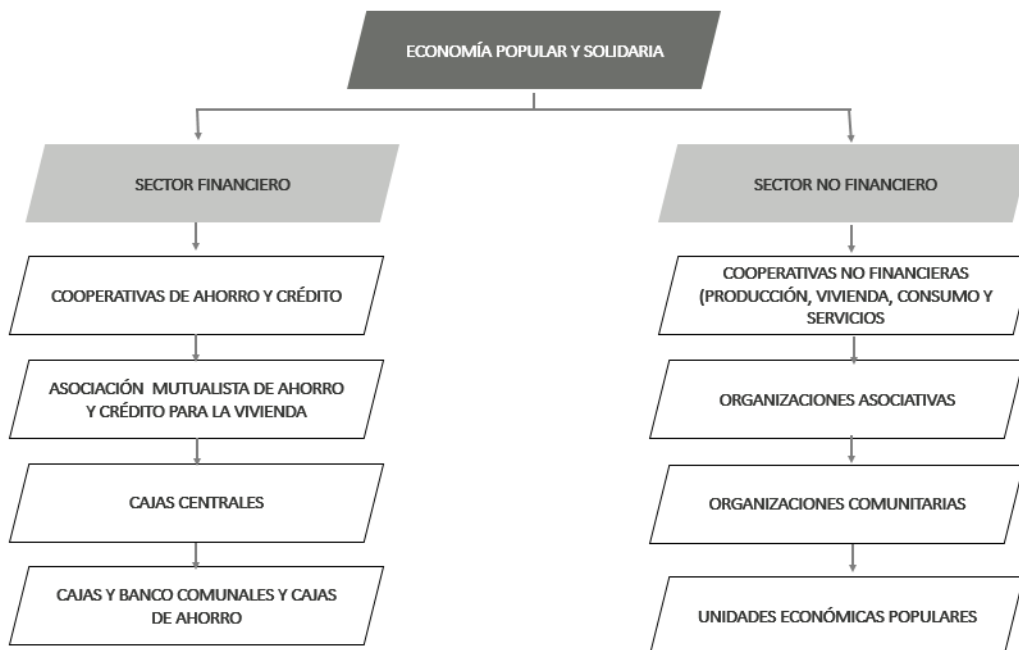 ECONOMÍA POPULAR Y SOLIDARIA
SECTOR FINANCIERO
SECTOR NO FINANCIERO
COOPERATIVAS DE AHORRO Y CRÉDITO
COOPERATIVAS NO FINANCIERAS
(PRODUCCIÓN, VIVIENDA, CONSUMO Y
SERVICIOS
ASOCIACIÓN MUTUALISTA DE AHORRO
Y CRÉDITO PARA LA VIVIENDA
ORGANIZACIONES ASOCIATIVAS
CAJAS CENTRALES
ORGANIZACIONES COMUNITARIAS
CAJAS Y BANCO COMUNALES Y CAJAS
DE AHORRO
UNIDADES ECONÓMICAS POPULARES